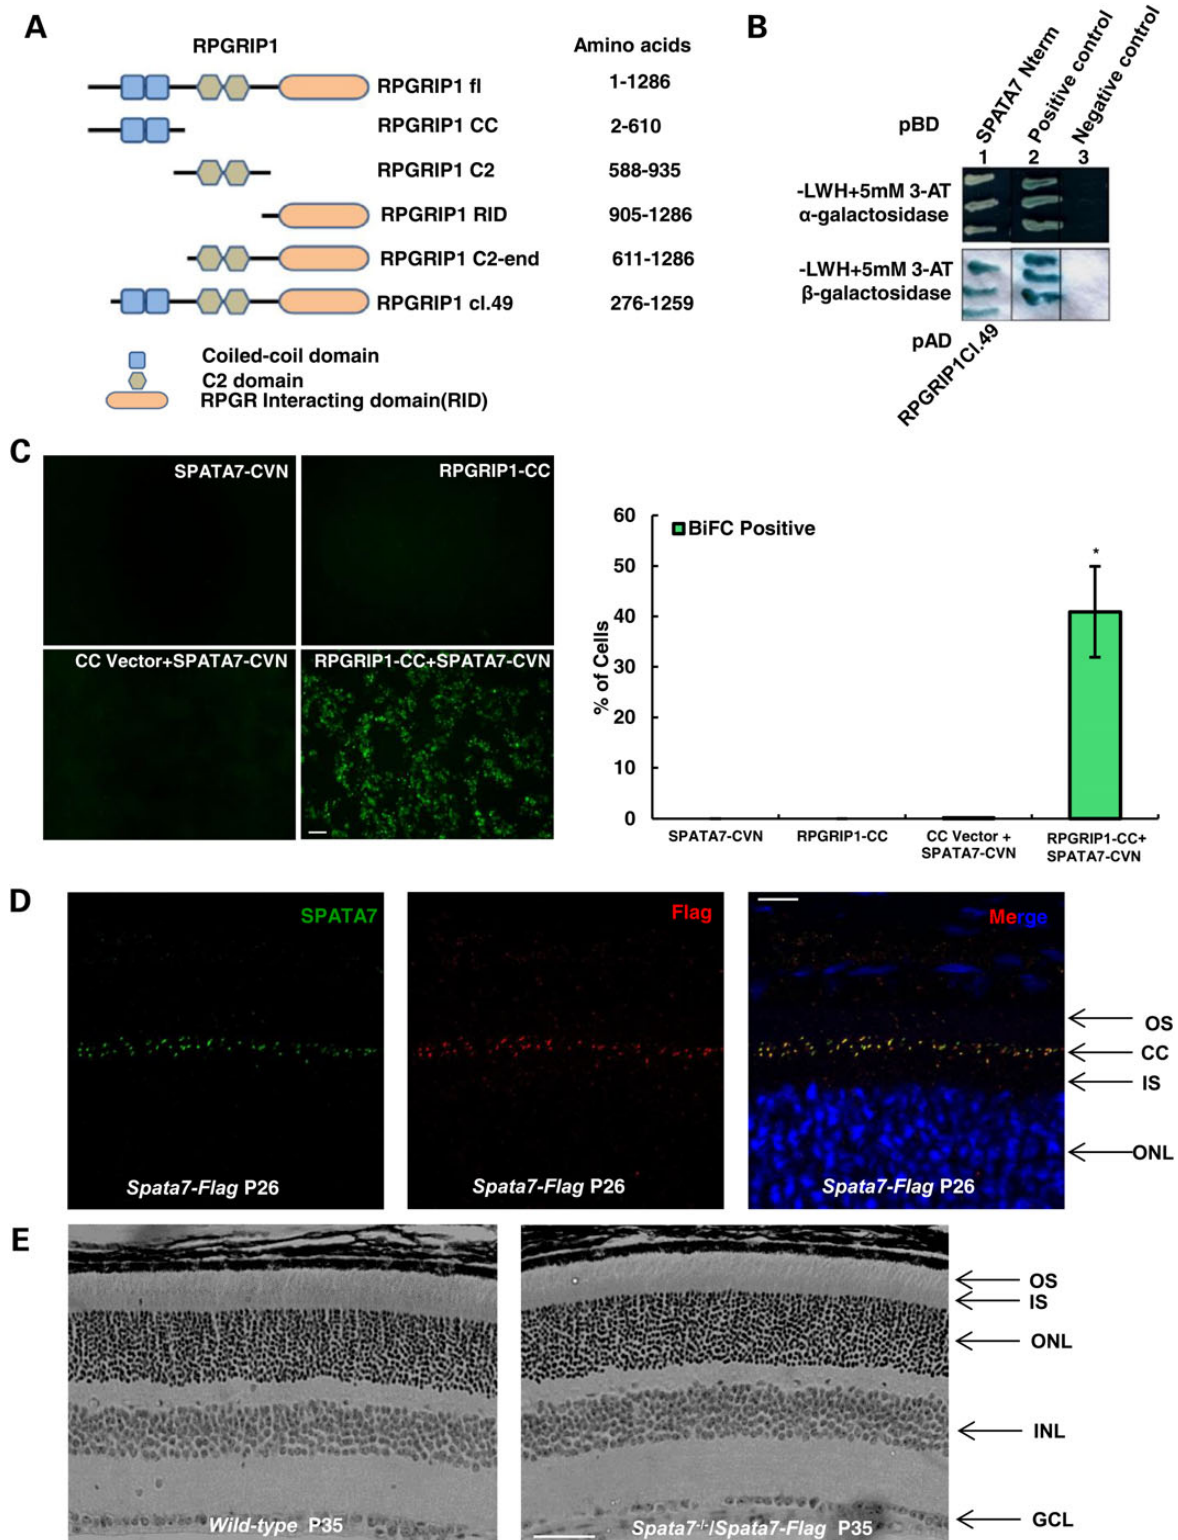 A
RPGRIP1
Amino acids
RPGRIP1 fl 1-1286
RPGRIP1 CC 2-610
RPGRIP1 C2 588-935
RPGRIP1 RID 905-1286
RPGRIP1 C2-end 611-1286
RPGRIP1 cl.49 276-1259
Coiled-coil domain
C2 domain
RPGR Interacting domain(RID)
B
SPATA7 Nterm
Positive control
Negative control
pBD
1 2 3
-LWH+5mM 3-AT
α-galactosidase
-LWH+5mM 3-AT
β-galactosidase
pAD
RPGRIP1Cl.49
C
SPATA7-CVN
RPGRIP1-CC
CC Vector+SPATA7-CVN
RPGRIP1-CC+SPATA7-CVN
BiFC Positive
% of Cells
60
50
40
30
20
10
0
*
SPATA7-CVN
RPGRIP1-CC
CC Vector +
SPATA7-CVN
RPGRIP1-CC+
SPATA7-CVN
D
SPATA7
Flag
Merge
OS
CC
IS
ONL
Spata7-Flag P26
Spata7-Flag P26
Spata7-Flag P26
E
OS
IS
ONL
INL
GCL
Wild-type P35
Spata7-/-/Spata7-Flag P35